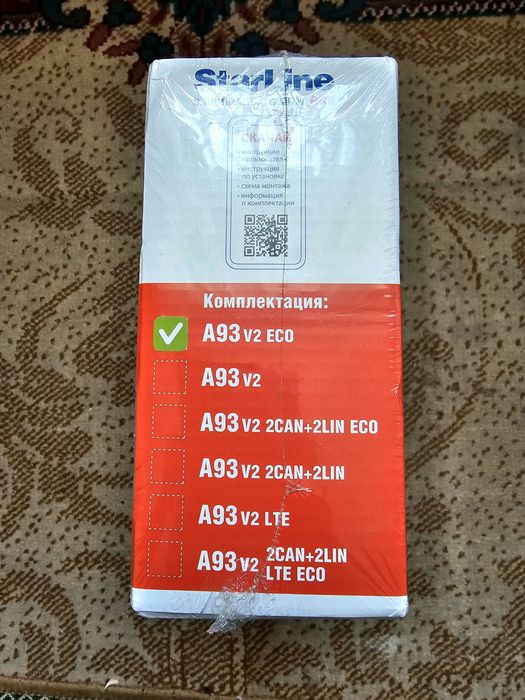 StarLine
СКАЧАЙ
• инструкция
пользователя
• инструкция
по установке
• схема монтажа
• информация
о комплектации
Комплектация:
A93 V2 ECO
A93 V2
A93 V2 2CAN+2LIN ECO
A93 V2 2CAN+2LIN
A93 V2 LTE
A93 V2 2CAN+2LIN
LTE ECO